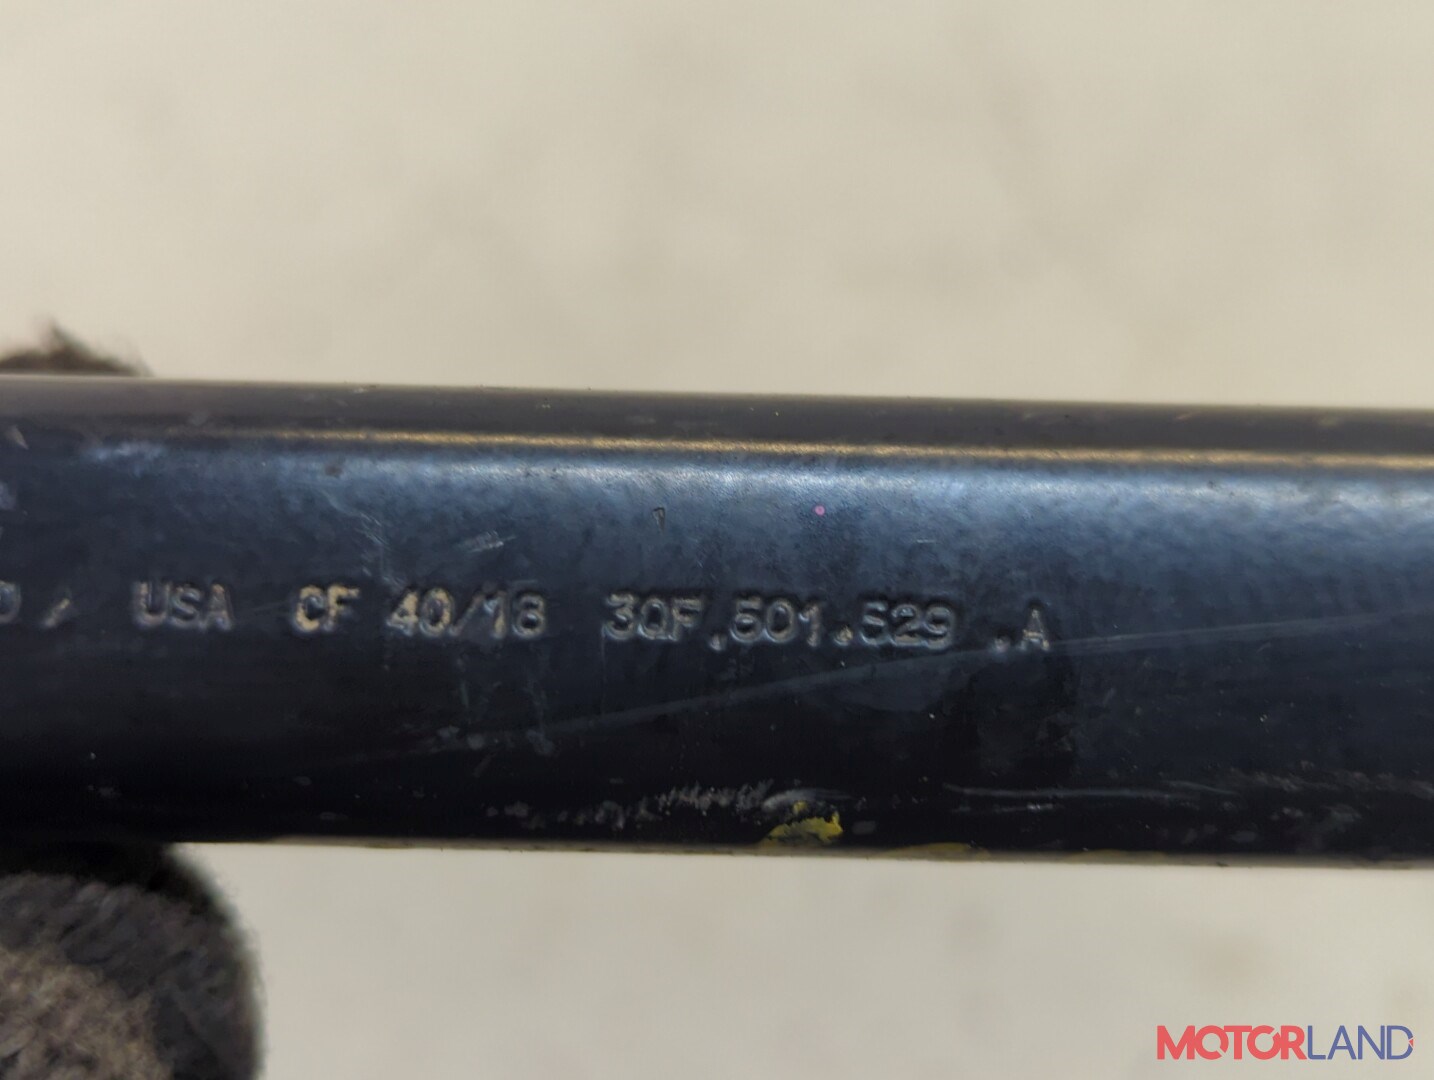 , USA CF 40/18 3QF.501.529 .A
MOTORLAND